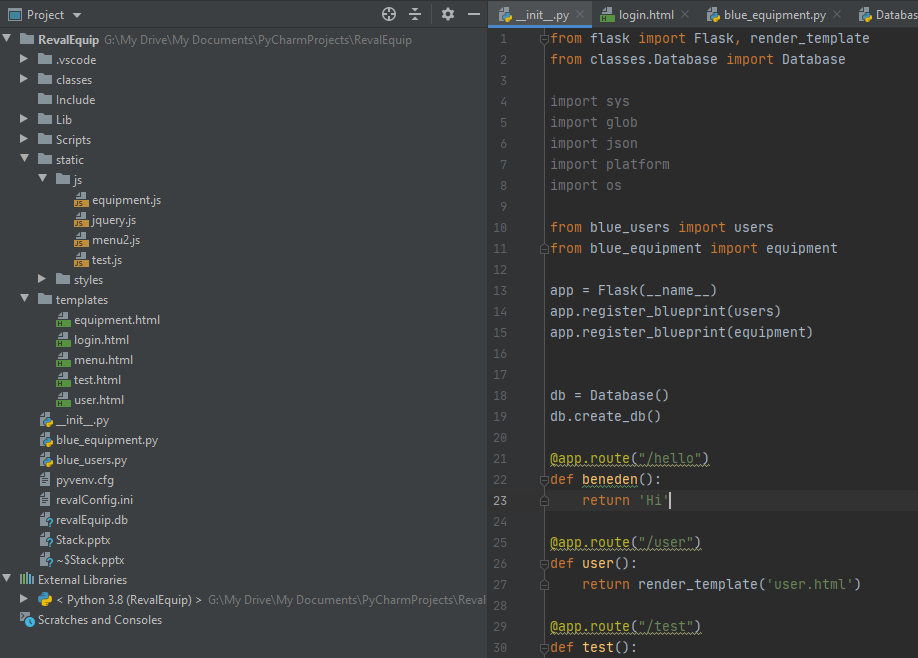 Project
RevalEquip G:\My Drive\My Documents\PyCharmProjects\RevalEquip
.vscode
classes
Include
Lib
Scripts
static
js
equipment.js
jquery.js
menu2.js
test.js
styles
templates
equipment.html
login.html
menu.html
test.html
user.html
__init__.py
blue_equipment.py
blue_users.py
pyvenv.cfg
revalConfig.ini
revalEquip.db
Stack.pptx
~$Stack.pptx
External Libraries
< Python 3.8 (RevalEquip) > G:\My Drive\My Documents\PyCharmProjects\Reval
Scratches and Consoles
__init__.py login.html blue_equipment.py Databas
1 from flask import Flask, render_template
2 from classes.Database import Database
3
4 import sys
5 import glob
6 import json
7 import platform
8 import os
9
10 from blue_users import users
11 from blue_equipment import equipment
12
13 app = Flask(__name__)
14 app.register_blueprint(users)
15 app.register_blueprint(equipment)
16
17
18 db = Database()
19 db.create_db()
20
21 @app.route("/hello")
22 def beneden():
23 return 'Hi'
24
25 @app.route("/user")
26 def user():
27 return render_template('user.html')
28
29 @app.route("/test")
30 def test():